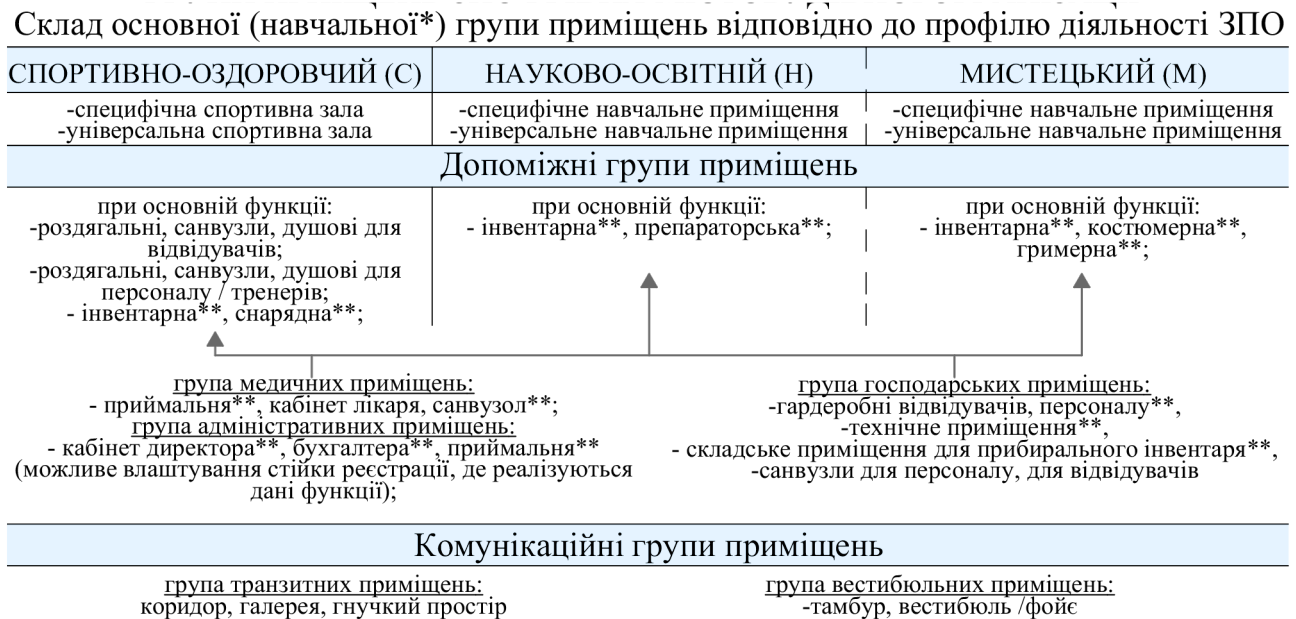 Склад основної (навчальної*) групи приміщень відповідно до профілю діяльності ЗПО
СПОРТИВНО-ОЗДОРОВЧИЙ (С)
НАУКОВО-ОСВІТНІЙ (Н)
МИСТЕЦЬКИЙ (М)
-специфічна спортивна зала
-універсальна спортивна зала
-специфічне навчальне приміщення
-універсальне навчальне приміщення
-специфічне навчальне приміщення
-універсальне навчальне приміщення
Допоміжні групи приміщень
при основній функції:
-роздягальні, санвузли, душові для
відвідувачів;
-роздягальні, санвузли, душові для
персоналу / тренерів;
- інвентарна**, снарядна**;
при основній функції:
- інвентарна**, препараторська**;
при основній функції:
- інвентарна**, костюмерна**,
гримерна**;
група медичних приміщень:
- приймальня**, кабінет лікаря, санвузол**;
група адміністративних приміщень:
- кабінет директора**, бухгалтера**, приймальня**
(можливе влаштування стійки реєстрації, де реалізуються
дані функції);
група господарських приміщень:
-гардеробні відвідувачів, персоналу**,
-технічне приміщення**,
- складське приміщення для прибирального інвентаря**,
-санвузли для персоналу, для відвідувачів
Комунікаційні групи приміщень
група транзитних приміщень:
коридор, галерея, гнучкий простір
група вестибюльних приміщень:
-тамбур, вестибюль /фойє